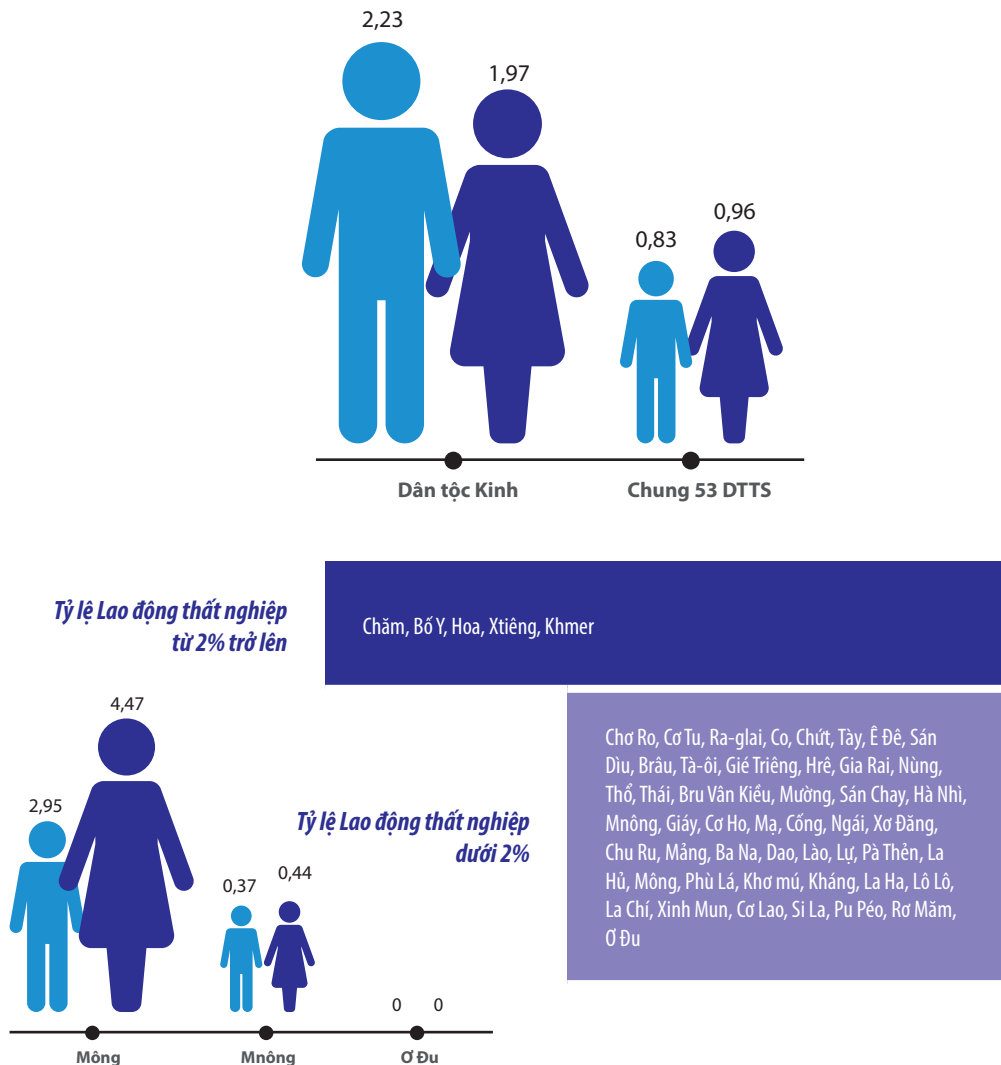 2,23
1,97
0,83
0,96
Dân tộc Kinh
Chung 53 DTTS
Tỷ lệ Lao động thất nghiệp
từ 2% trở lên
Chăm, Bố Y, Hoa, Xtiêng, Khmer
4,47
2,95
0,37
0,44
0
0
Mông
Mnông
Ơ Đu
Tỷ lệ Lao động thất nghiệp
dưới 2%
Chơ Ro, Cơ Tu, Ra-glai, Co, Chứt, Tày, Ê Đê, Sán
Dìu, Brâu, Tà-ôi, Gié Triêng, Hrê, Gia Rai, Nùng,
Thổ, Thái, Bru Vân Kiều, Mường, Sán Chay, Hà Nhì,
Mnông, Giáy, Cơ Ho, Mạ, Cống, Ngái, Xơ Đăng,
Chu Ru, Mảng, Ba Na, Dao, Lào, Lự, Pà Thẻn, La
Hủ, Mông, Phù Lá, Khơ mú, Kháng, La Ha, Lô Lô,
La Chí, Xinh Mun, Cơ Lao, Si La, Pu Péo, Rơ Măm,
Ơ Đu